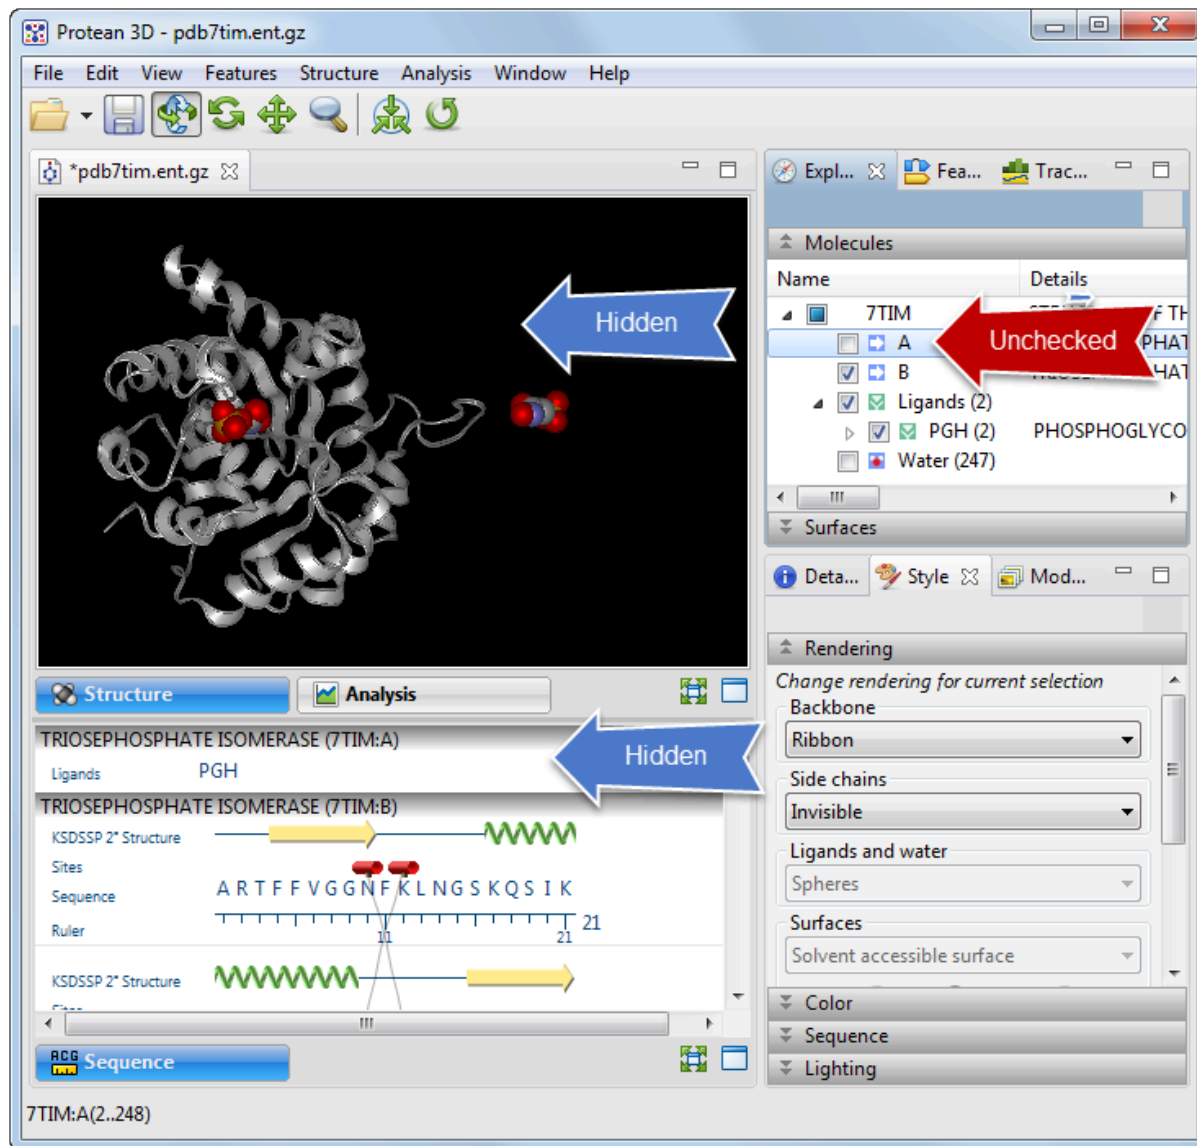 Protean 3D - pdb7tim.ent.gz
File Edit View Features Structure Analysis Window Help
*pdb7tim.ent.gz
Expl... Fea... Trac...
Molecules
Name Details
7TIM
Hidden
A Unchecked PHAT
B
Ligands (2)
PGH (2) PHOSPHOGLYCO
Water (247)
Surfaces
Deta... Style Mod...
Rendering
Change rendering for current selection
Backbone
Ribbon
Side chains
Invisible
Ligands and water
Spheres
Surfaces
Solvent accessible surface
Color
Sequence
Lighting
Structure Analysis
TRIOSEPHOSPHATE ISOMERASE (7TIM:A)
Hidden
Ligands PGH
TRIOSEPHOSPHATE ISOMERASE (7TIM:B)
KSDSSP 2° Structure
Sites
Sequence A R T F F V G G N F K L N G S K Q S I K
Ruler 11 21 21
KSDSSP 2° Structure
Sequence
7TIM:A(2..248)